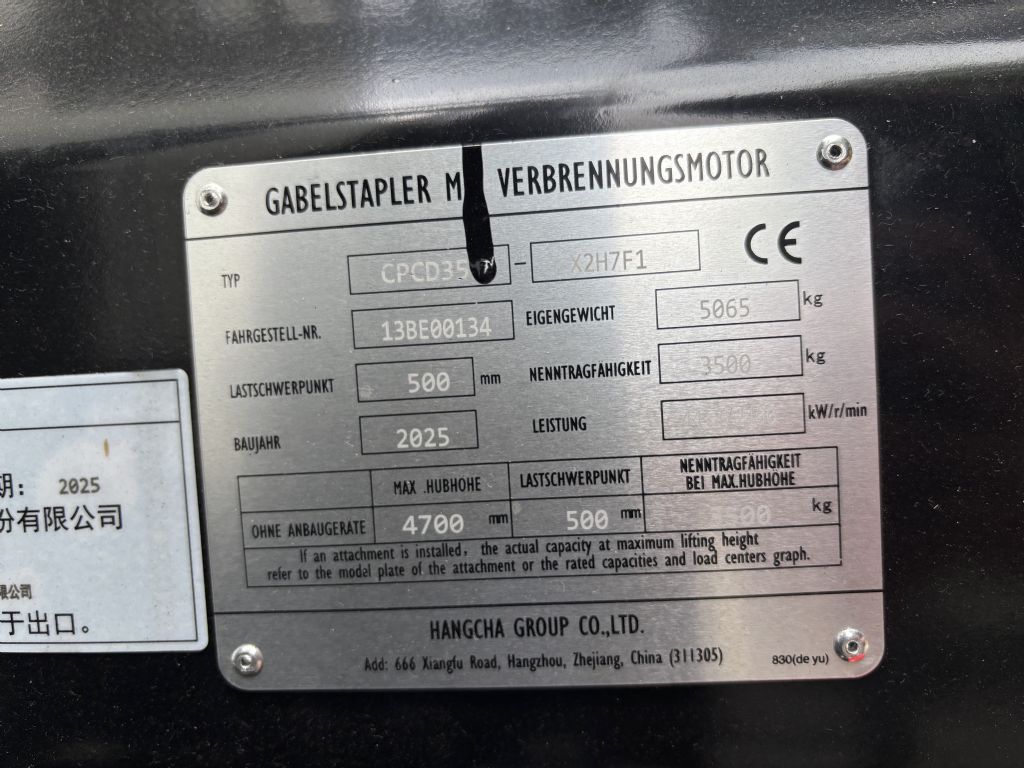 GABELSTAPLER M VERBRENNUNGSMOTOR
TYP CPCD35 - X2H7F1
FAHRGESTELL-NR. 13BE00134 EIGENGEWICHT 5065 kg
LASTSCHWERPUNKT 500 mm NENNTRAGFÄHIGKEIT 3500 kg
BAUJAHR 2025 LEISTUNG kW/r/min
MAX .HUBHÖHE LASTSCHWERPUNKT NENNTRAGFÄHIGKEIT
BEI MAX.HUBHÖHE
OHNE ANBAUGERÄTE 4700 mm 500 mm kg
If an attachment is installed, the actual capacity at maximum lifting height
refer to the model plate of the attachment or the rated capacities and load centers graph.
HANGCHA GROUP CO.,LTD.
Add: 666 Xiangfu Road, Hangzhou, Zhejiang, China (311305) 830(de yu)
CE
期: 2025
份有限公司
限公司
于出口。